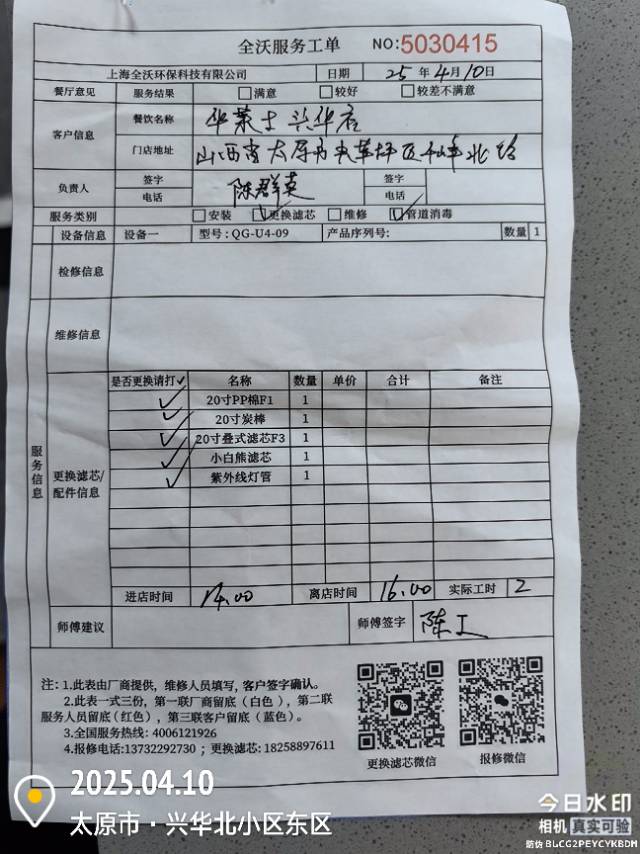 全沃服务工单 NO:5030415
上海全沃环保科技有限公司 日期 25 年 4 月 10 日
餐厅意见 服务结果 □满意 □较好 □较差不满意
客户信息 餐饮名称 华莱士兴华店
门店地址 山西省太原市
负责人 签字 电话 陈群英 签字 电话
服务类别 □安装 ☑更换滤芯 □维修 ☑管道消毒
设备信息 设备一 型号:QG-U4-09 产品序列号: 数量 1
检修信息
维修信息
服务信息
更换滤芯/配件信息
是否更换请打✓ 名称 数量 单价 合计 备注
✓ 20寸PP棉F1 1
✓ 20寸炭棒 1
✓ 20寸叠式滤芯F3 1
✓ 小白熊滤芯 1
✓ 紫外线灯管 1
进店时间 14.00 离店时间 16.00 实际工时 2
师傅建议 师傅签字 陈工
注:1.此表由厂商提供，维修人员填写，客户签字确认。
2.此表一式三份，第一联厂商留底(白色)，第二联
服务人员留底(红色)，第三联客户留底(蓝色)。
3.全国服务热线:4006121926
4.报修电话:13732292730；更换滤芯:18258897611
更换滤芯微信 报修微信
2025.04.10
太原市·兴华北小区东区
今日水印
相机 真实可验
防伪 BLCG2PEYCYKBDH